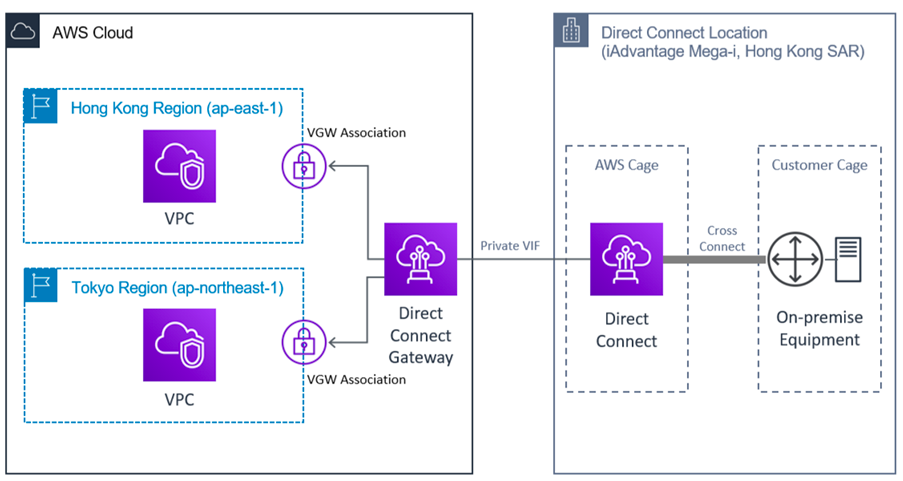 AWS Cloud
Hong Kong Region (ap-east-1)
VGW Association
VPC
Tokyo Region (ap-northeast-1)
VGW Association
VPC
Direct
Connect
Gateway
Private VIF
Direct Connect Location
(iAdvantage Mega-i, Hong Kong SAR)
AWS Cage
Direct
Connect
Cross
Connect
Customer Cage
On-premise
Equipment